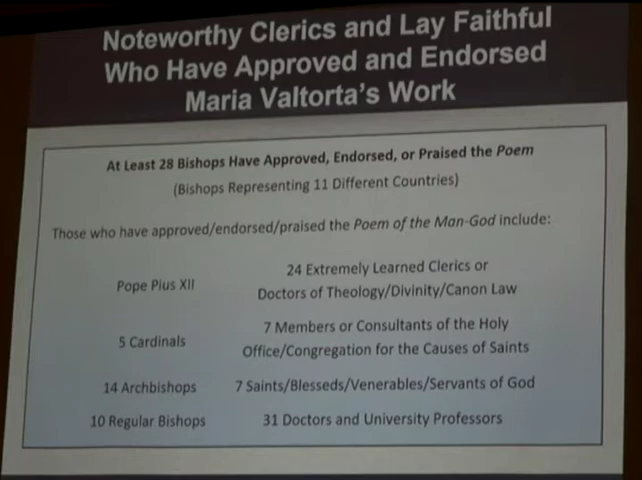 Noteworthy Clerics and Lay Faithful
Who Have Approved and Endorsed
Maria Valtorta's Work
At Least 28 Bishops Have Approved, Endorsed, or Praised the Poem
(Bishops Representing 11 Different Countries)
Those who have approved/endorsed/praised the Poem of the Man-God include:
Pope Pius XII
24 Extremely Learned Clerics or
Doctors of Theology/Divinity/Canon Law
5 Cardinals
7 Members or Consultants of the Holy
Office/Congregation for the Causes of Saints
14 Archbishops
7 Saints/Blesseds/Venerables/Servants of God
10 Regular Bishops
31 Doctors and University Professors